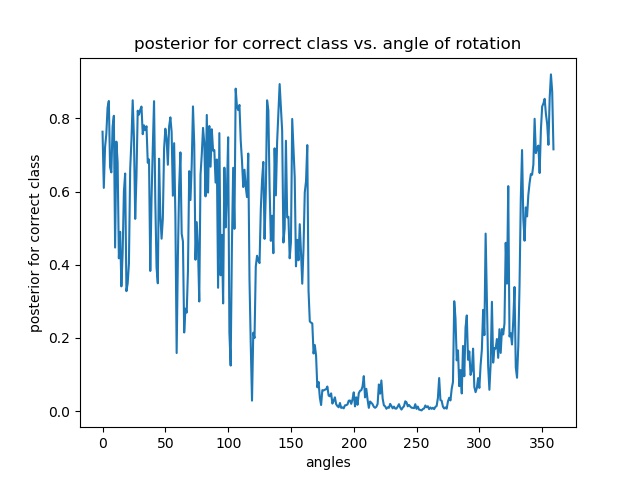 posterior for correct class vs. angle of rotation
posterior for correct class
0.8
0.6
0.4
0.2
0.0
0 50 100 150 200 250 300 350
angles